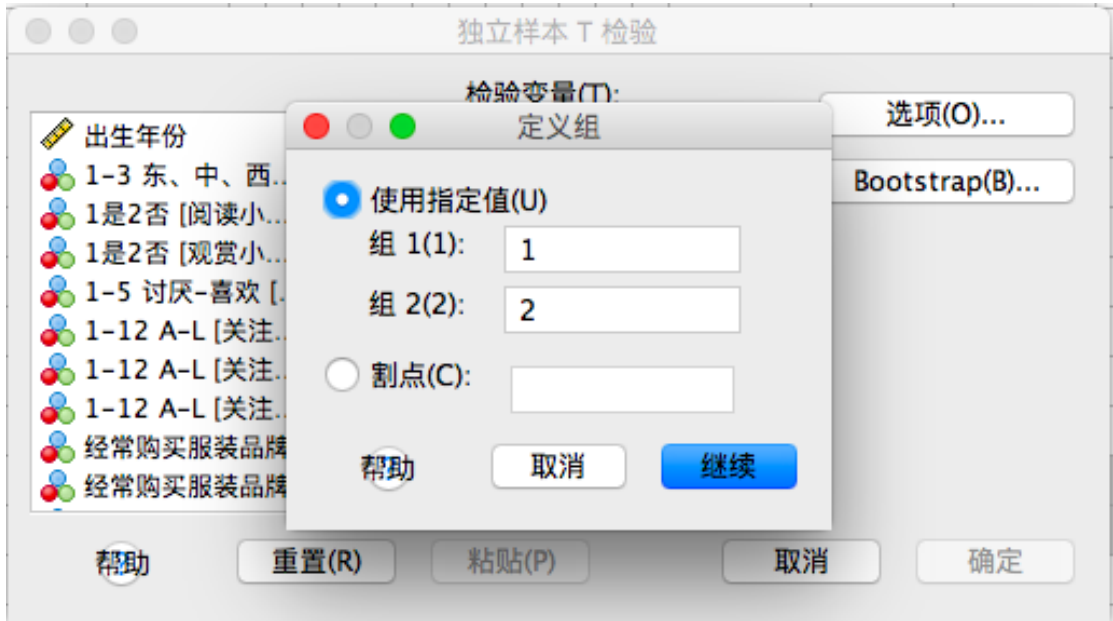 独立样本 T 检验
检验变量(T):
出生年份
1-3 东、中、西...
1是2否 [阅读小...
1是2否 [观赏小...
1-5 讨厌-喜欢 [.
1-12 A-L [关注..
1-12 A-L [关注..
1-12 A-L [关注..
经常购买服装品牌
经常购买服装品牌
选项(O)...
Bootstrap(B)...
定义组
使用指定值(U)
组 1(1):
1
组 2(2):
2
割点(C):
帮助
取消
继续
帮助
重置(R)
粘贴(P)
取消
确定